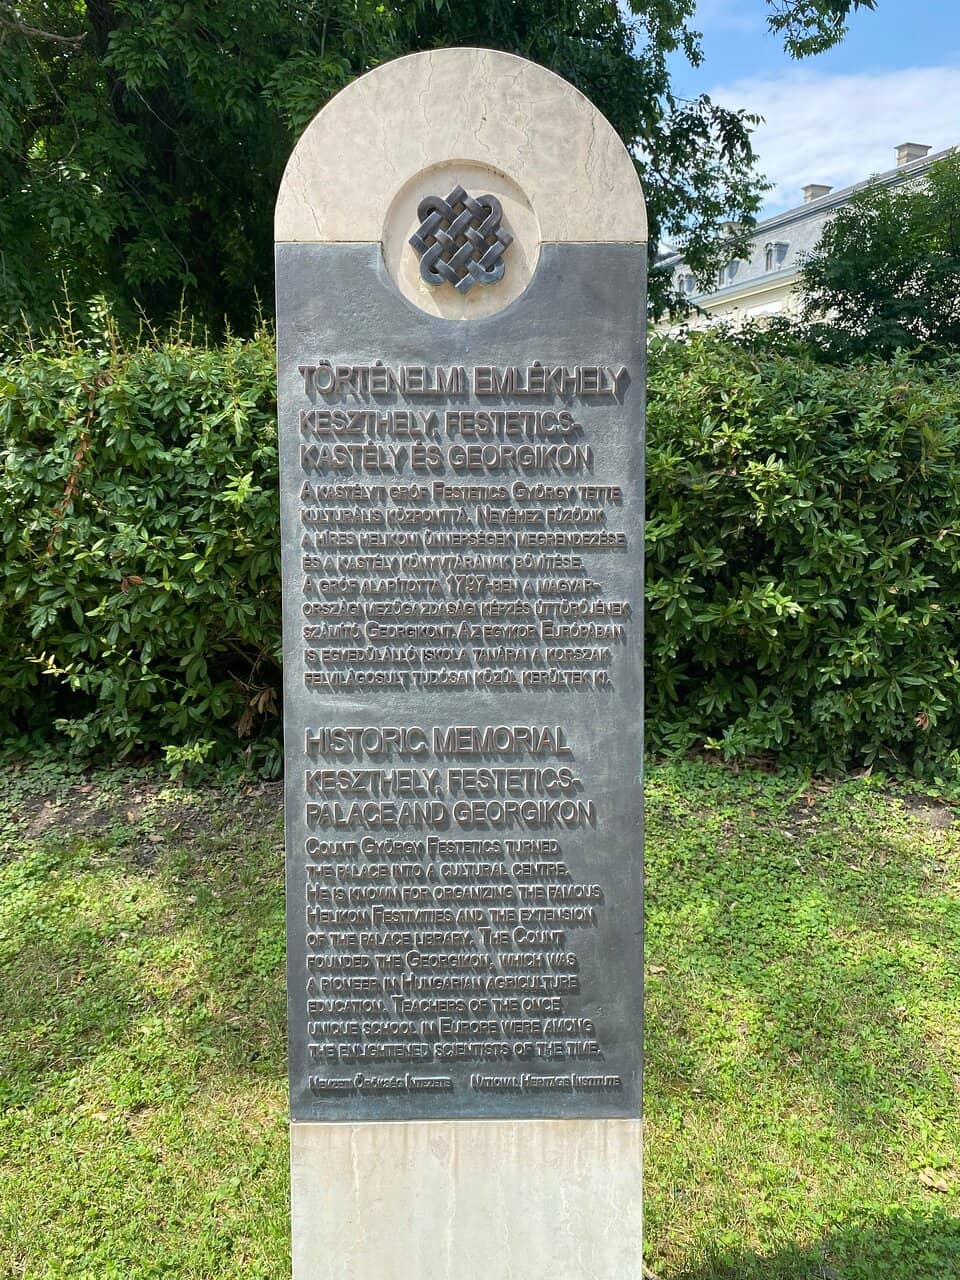 TÖRTÉNELMI EMLÉKHELY
KESZTHELY, FESTETICS-
KASTÉLY ÉS GEORGIKON
A KASTÉLYT GRÓF FESTETICS GYÖRGY TETTE
KULTURÁLIS KÖZPONTTÁ. NEVÉHEZ FŰZŐDIK
A HÍRES HELIKONI ÜNNEPSÉGEK MEGRENDEZÉSE
ÉS A KASTÉLY KÖNYVTÁRÁNAK BŐVÍTÉSE.
A GRÓF ALAPÍTOTTA 1797-BEN A MAGYAR-
ORSZÁGI MEZŐGAZDASÁGI KÉPZÉS ÚTTÖRŐJÉNEK
SZÁMÍTÓ GEORGIKONT. AZ EGYKOR EURÓPÁBAN
IS EGYEDÜLÁLLÓ ISKOLA TANÁRAI A KORSZAK
FELVILÁGOSULT TUDÓSAI KÖZÜL KERÜLTEK KI.
HISTORIC MEMORIAL
KESZTHELY, FESTETICS-
PALACE AND GEORGIKON
COUNT GYÖRGY FESTETICS TURNED
THE PALACE INTO A CULTURAL CENTRE.
HE IS KNOWN FOR ORGANIZING THE FAMOUS
HELIKON FESTIVITIES AND THE EXTENSION
OF THE PALACE LIBRARY. THE COUNT
FOUNDED THE GEORGIKON, WHICH WAS
A PIONEER IN HUNGARIAN AGRICULTURE
EDUCATION. TEACHERS OF THE ONCE
UNIQUE SCHOOL IN EUROPE WERE AMONG
THE ENLIGHTENED SCIENTISTS OF THE TIME.
NEMZETI ÖRÖKSÉG INTÉZETE NATIONAL HERITAGE INSTITUTE